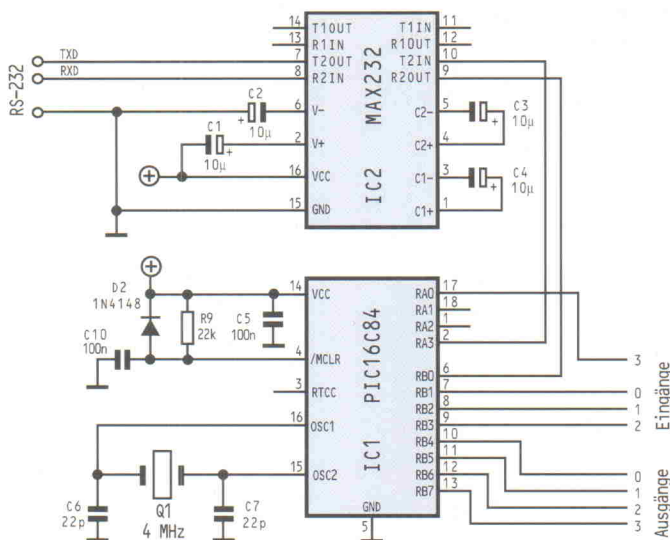 RS-232
TXD
RXD
C2
10µ
C1
10µ
14 T1OUT
13 R1IN
7 T2OUT
8 R2IN
6 V-
2 V+
16 VCC
15 GND
MAX232
IC2
T1IN 11
R1OUT 12
T2IN 10
R2OUT 9
C2- 5
C2+ 4
C1- 3
C1+ 1
C3
10µ
C4
10µ
D2
1N4148
C10
100n
R9
22k
C5
100n
14 VCC
4 /MCLR
3 RTCC
16 OSC1
15 OSC2
GND
5
PIC16C84
IC1
RA0 17
RA1 18
RA2 1
RA3 2
RB0 6
RB1 7
RB2 8
RB3 9
RB4 10
RB5 11
RB6 12
RB7 13
3
0
1
2
Eingänge
0
1
2
3
Ausgänge
C6
22p
Q1
4 MHz
C7
22p